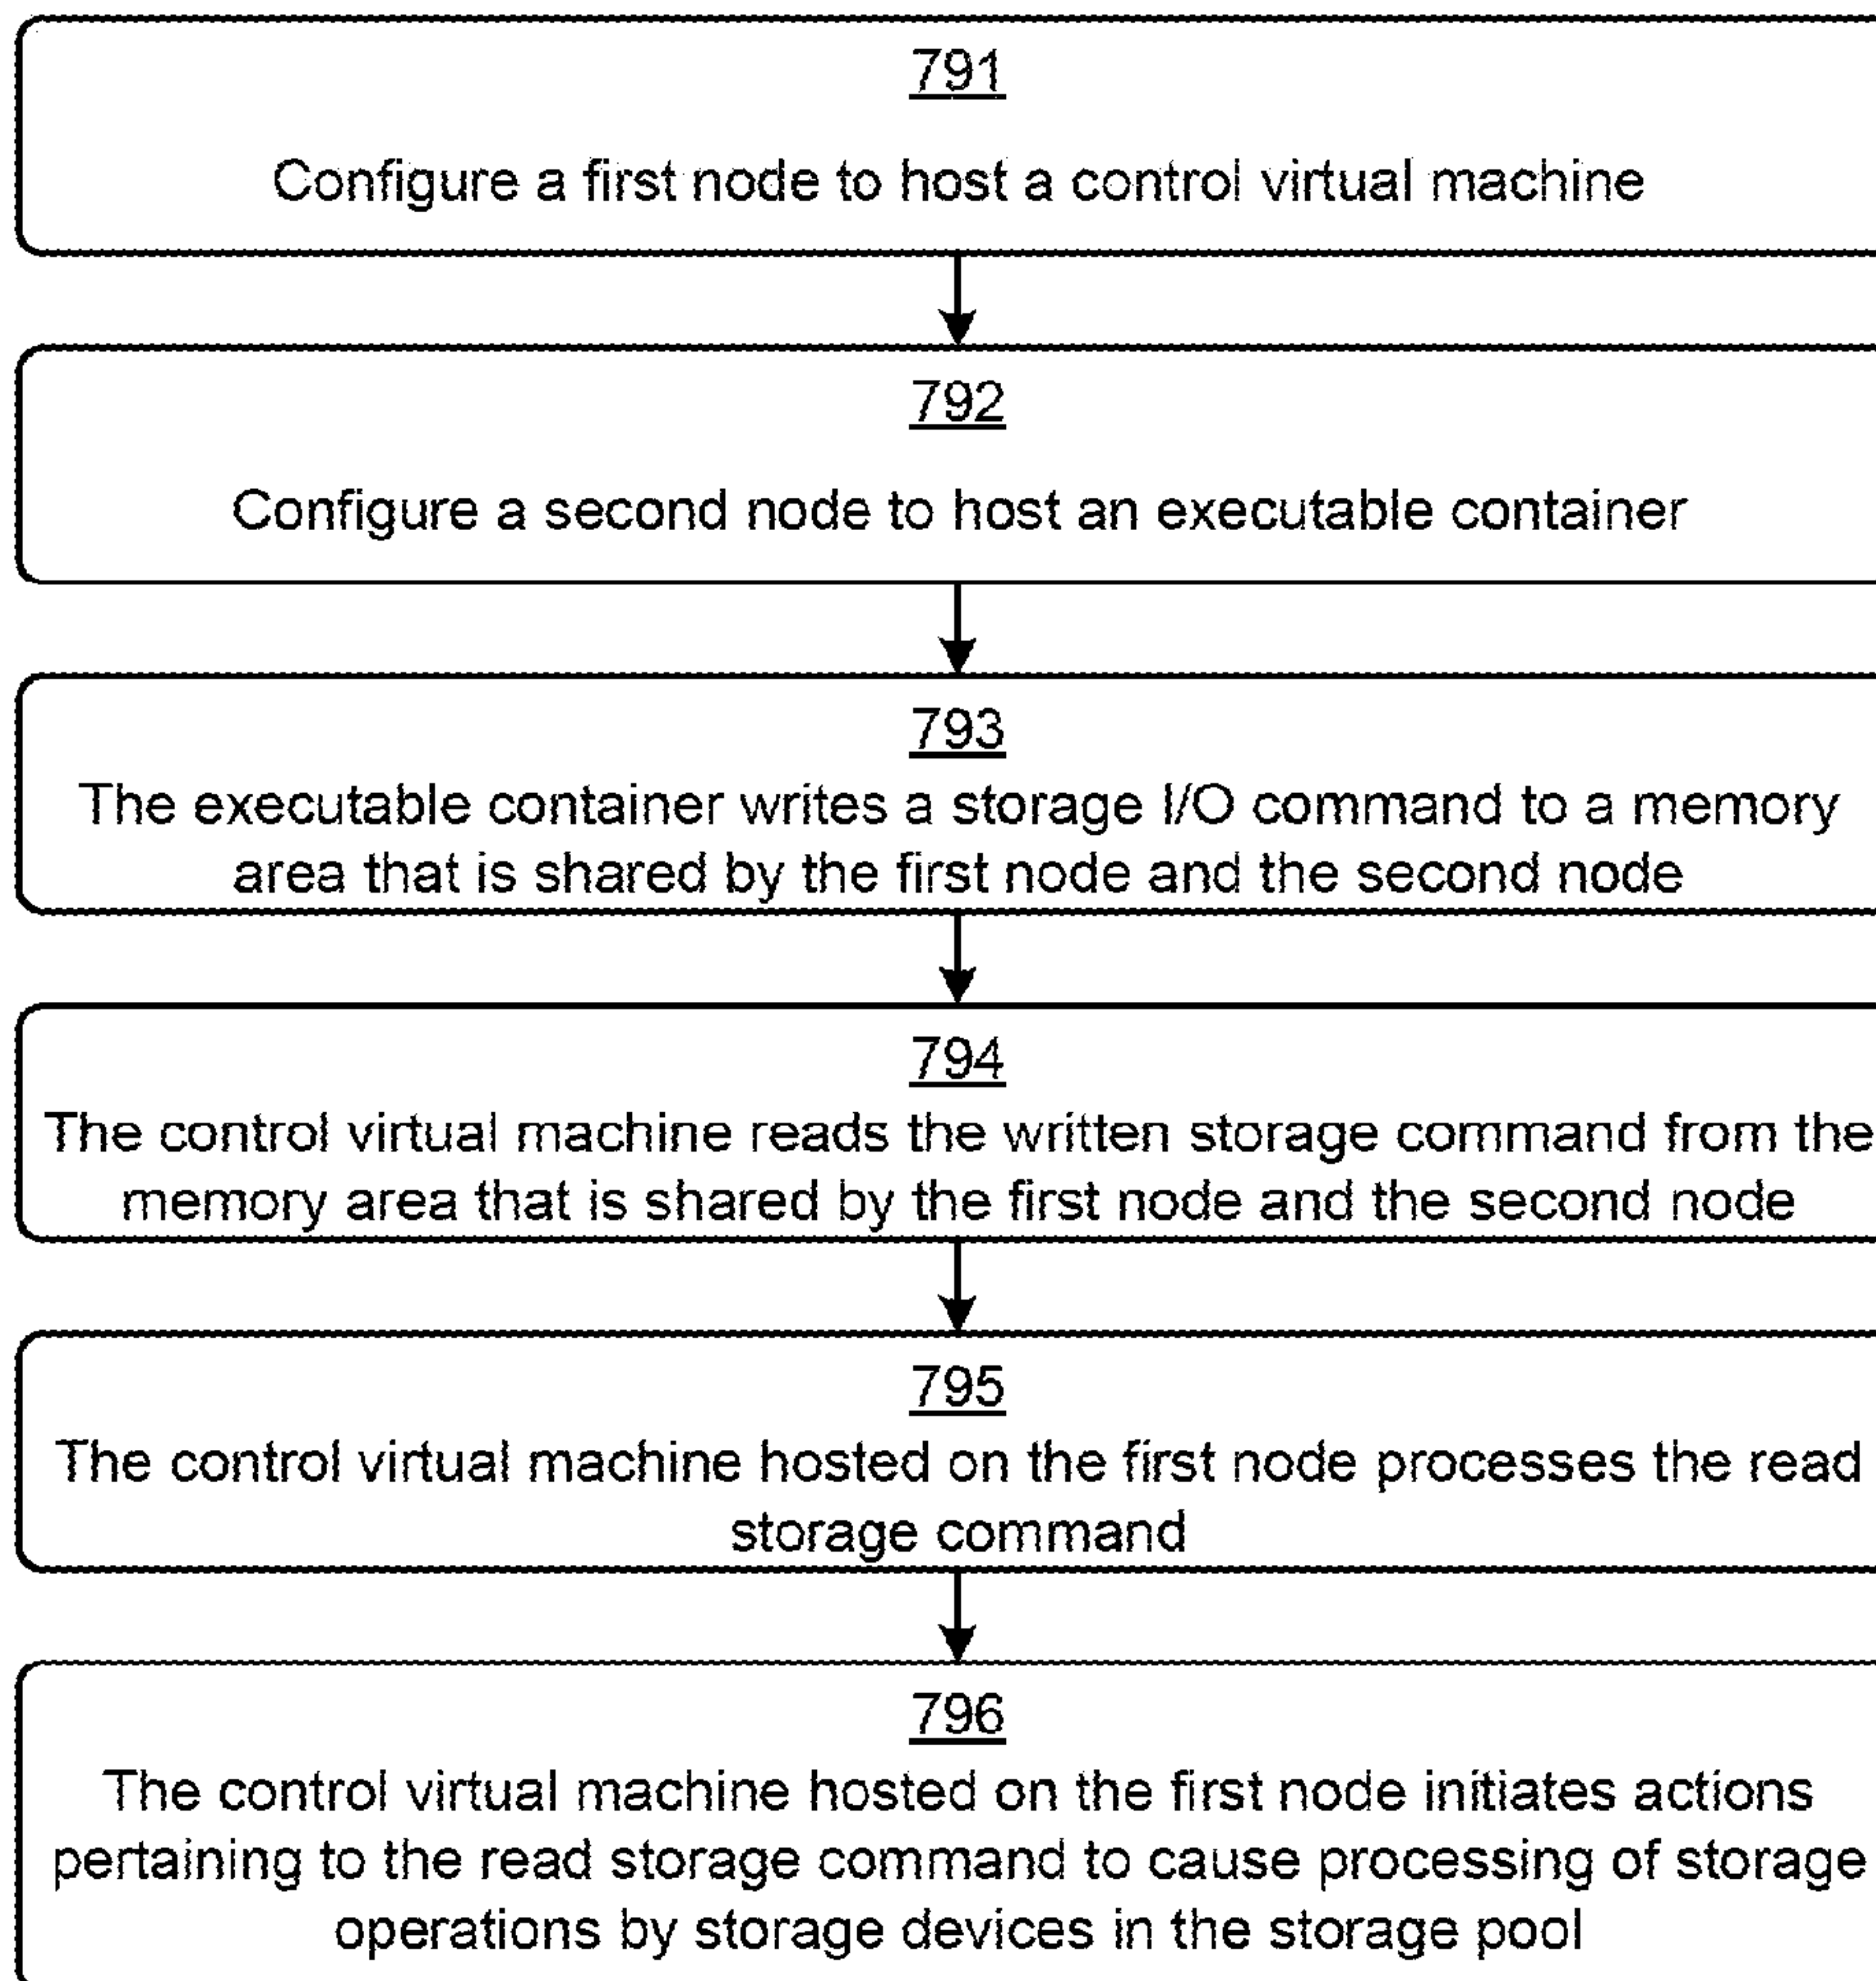 791
Configure a first node to host a control virtual machine
792
Configure a second node to host an executable container
793
The executable container writes a storage I/O command to a memory
area that is shared by the first node and the second node
794
The control virtual machine reads the written storage command from the
memory area that is shared by the first node and the second node
795
The control virtual machine hosted on the first node processes the read
storage command
796
The control virtual machine hosted on the first node initiates actions
pertaining to the read storage command to cause processing of storage
operations by storage devices in the storage pool